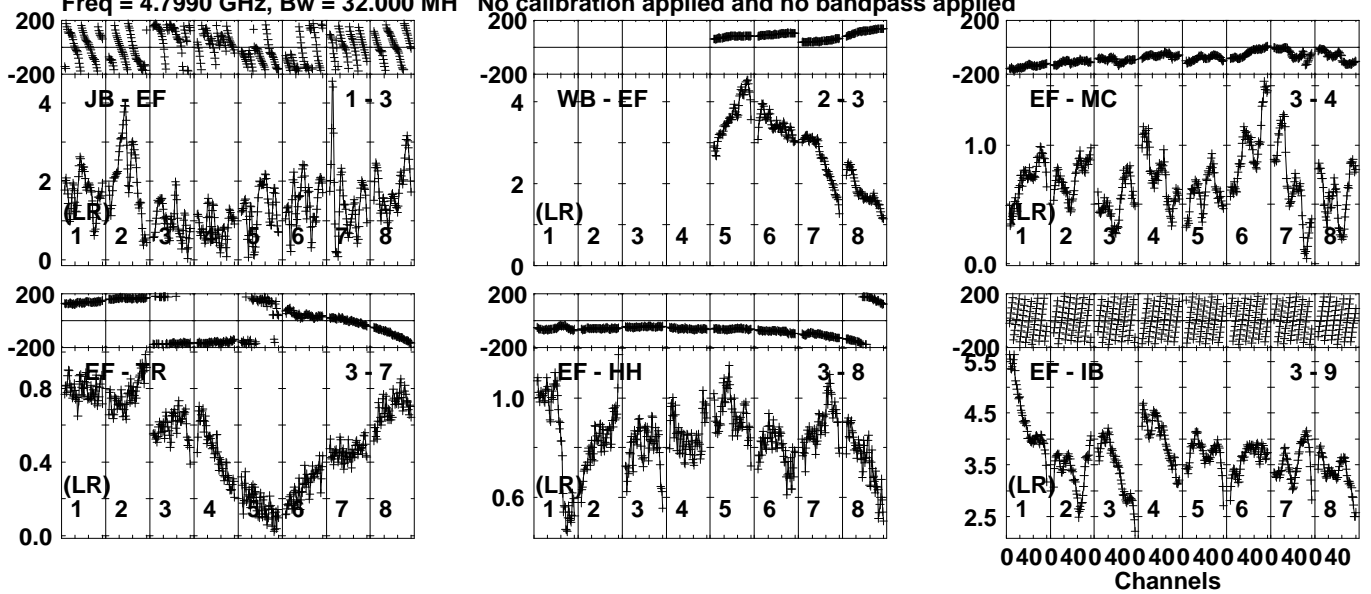 Freq = 4.7990 GHz, Bw = 32.000 MH No calibration applied and no bandpass applied
200
-200
JB - EF 1 - 3
4
2
0
(LR)
1 2 3 4 5 6 7 8
200
-200
WB - EF 2 - 3
4
2
0
(LR)
1 2 3 4 5 6 7 8
200
-200
EF - MC 3 - 4
1.0
0.0
(LR)
1 2 3 4 5 6 7 8
200
-200
EF - TR 3 - 7
0.8
0.4
0.0
(LR)
1 2 3 4 5 6 7 8
200
-200
EF - HH 3 - 8
1.0
0.6
(LR)
1 2 3 4 5 6 7 8
200
-200
EF - IB 3 - 9
5.5
4.5
3.5
2.5
(LR)
1 2 3 4 5 6 7 8
0 40 0 40 0 40 0 40 0 40 0 40 0 40 0 40
Channels